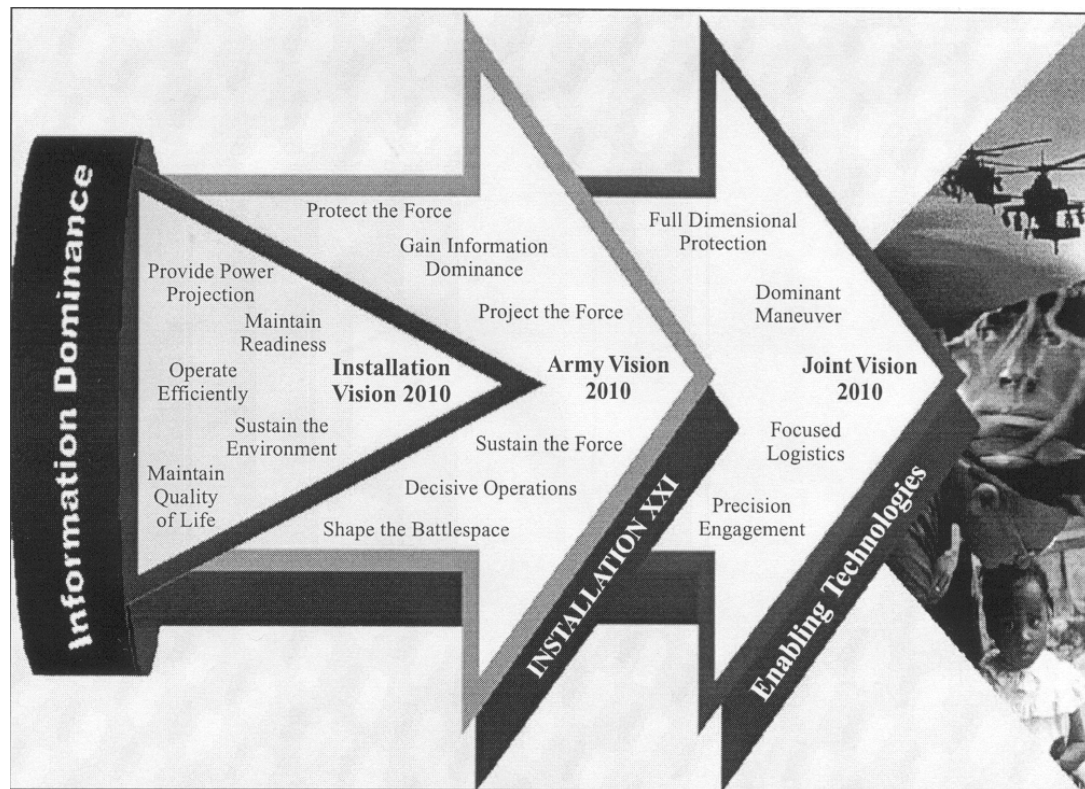 Information Dominance
Provide Power
Projection
Maintain
Readiness
Operate
Efficiently
Installation
Vision 2010
Sustain the
Environment
Maintain
Quality
of Life
Protect the Force
Gain Information
Dominance
Project the Force
Army Vision
2010
Sustain the Force
Decisive Operations
Shape the Battlespace
INSTALLATION XXI
Full Dimensional
Protection
Dominant
Maneuver
Joint Vision
2010
Focused
Logistics
Precision
Engagement
Enabling Technologies